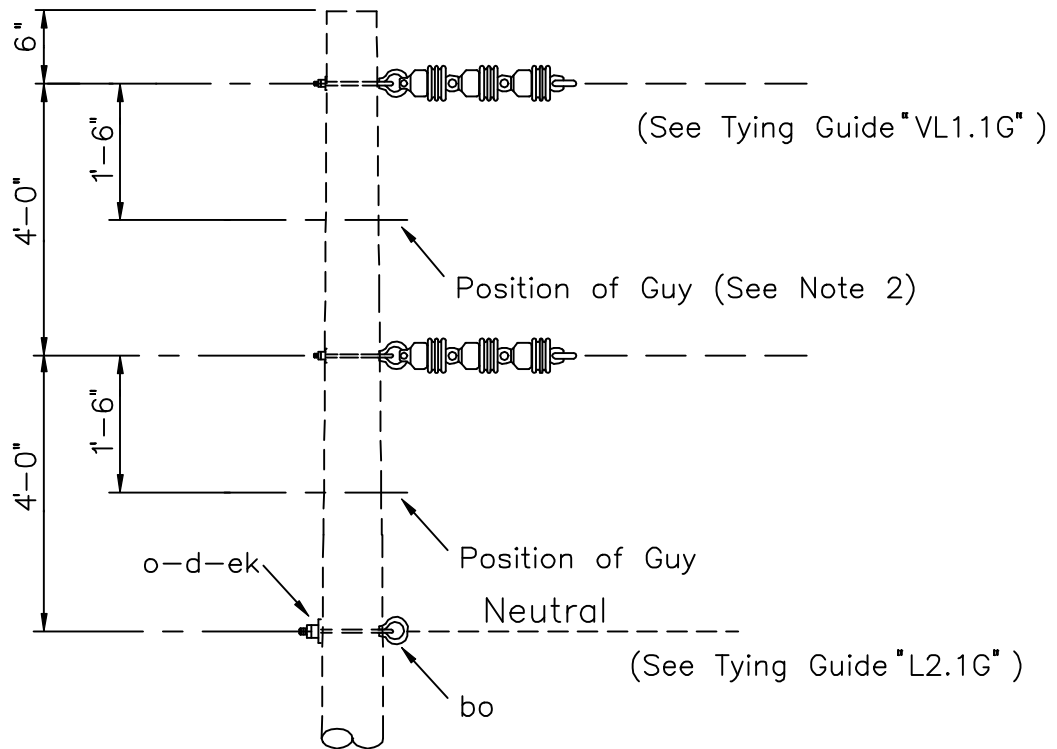 6"
(See Tying Guide "VL1.1G" )
1'-6"
4'-0"
Position of Guy (See Note 2)
1'-6"
4'-0"
o-d-ek
Position of Guy
Neutral
(See Tying Guide "L2.1G" )
bo